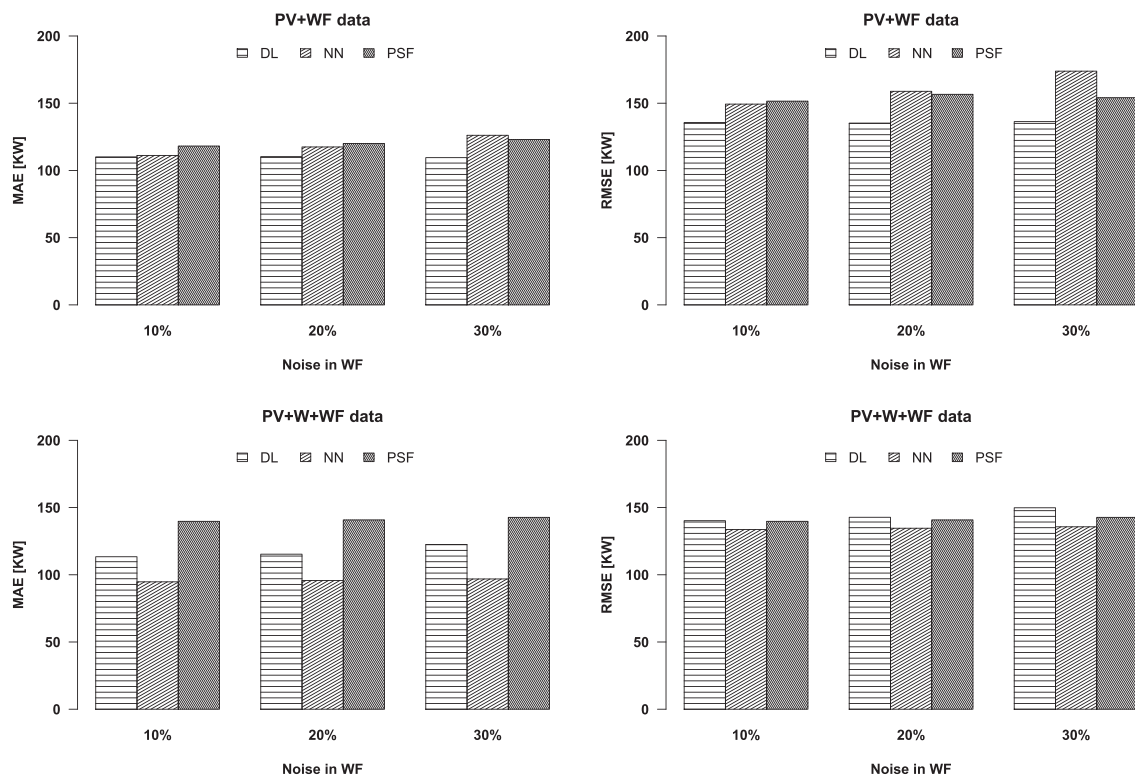 PV+WF data
200
150
100
50
0
MAE [KW]
DL NN PSF
10% 20% 30%
Noise in WF
PV+WF data
200
150
100
50
0
RMSE [KW]
DL NN PSF
10% 20% 30%
Noise in WF
PV+W+WF data
200
150
100
50
0
MAE [KW]
DL NN PSF
10% 20% 30%
Noise in WF
PV+W+WF data
200
150
100
50
0
RMSE [KW]
DL NN PSF
10% 20% 30%
Noise in WF